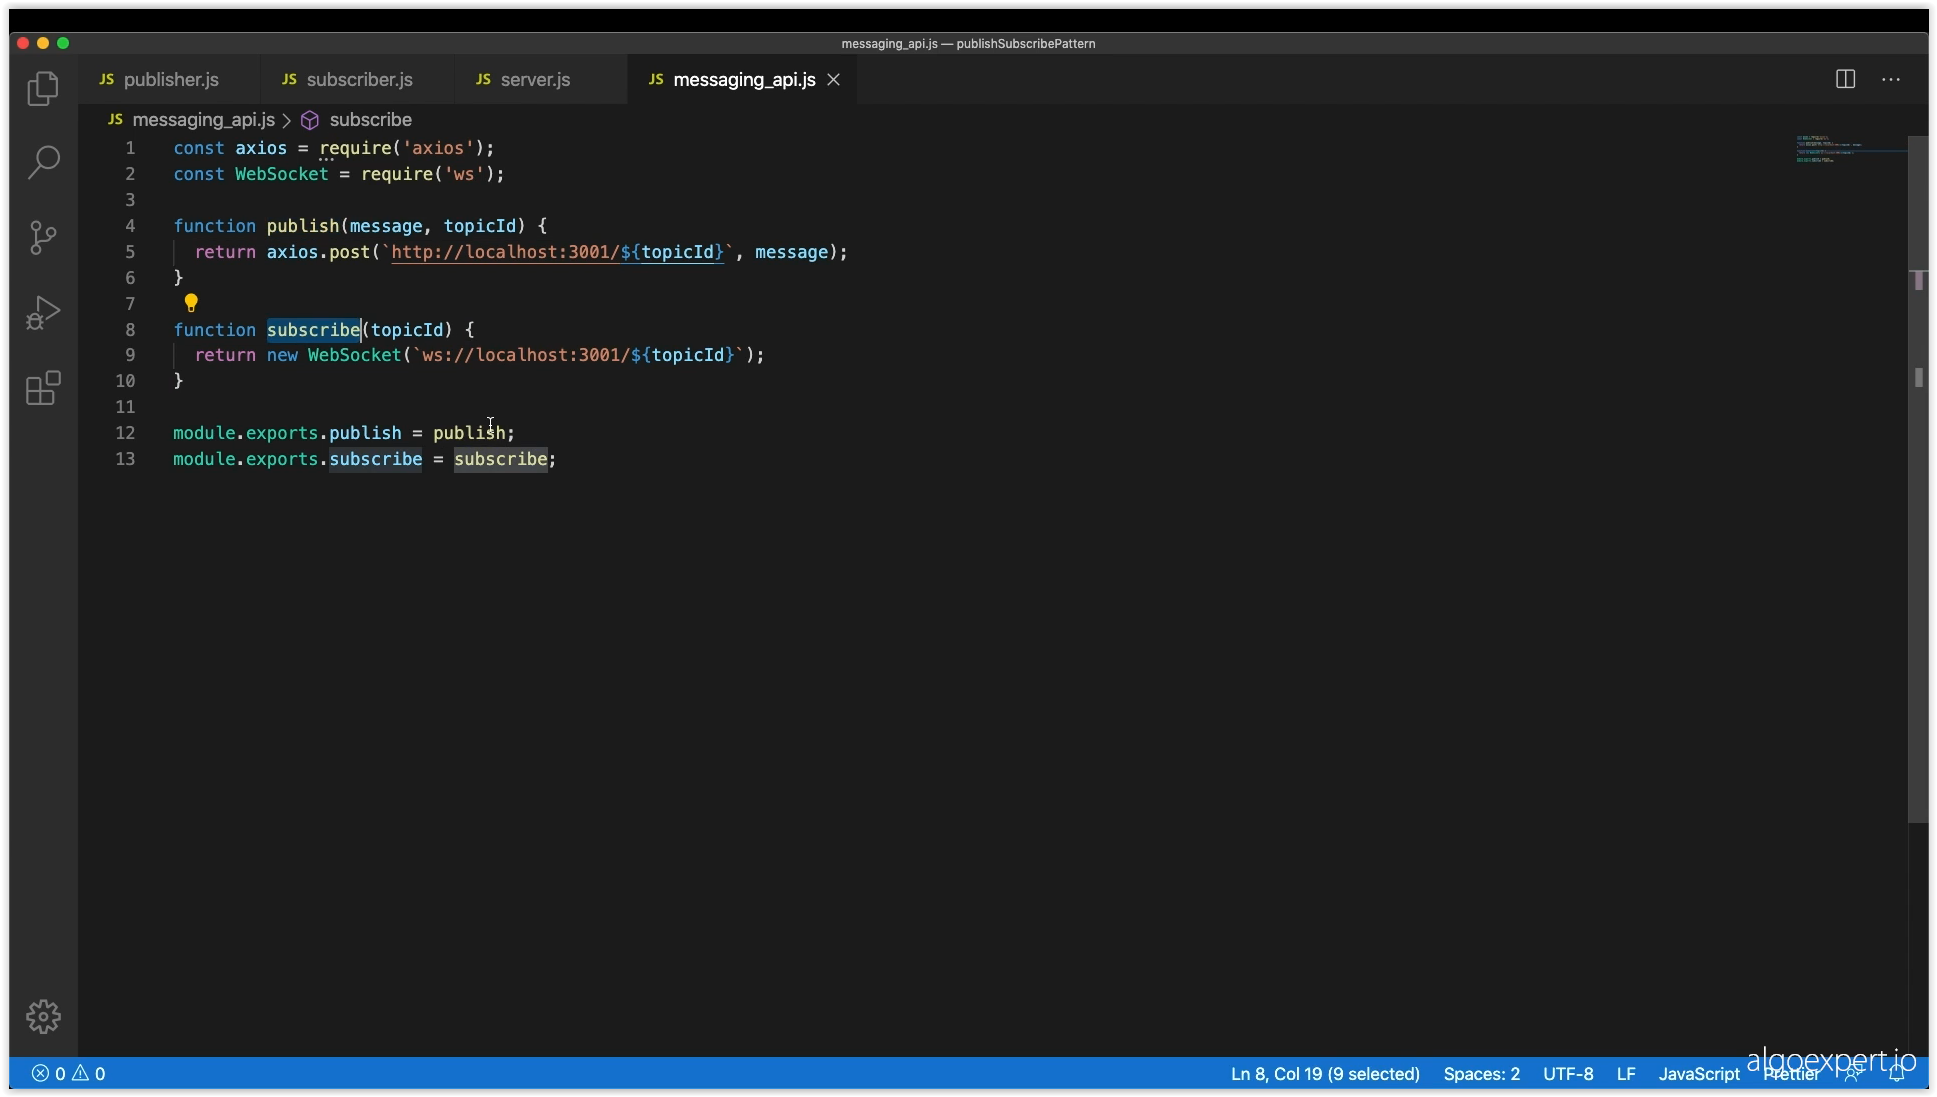 messaging_api.js — publishSubscribePattern
JS publisher.js JS subscriber.js JS server.js JS messaging_api.js
JS messaging_api.js > subscribe
1 const axios = require('axios');
2 const WebSocket = require('ws');
3
4 function publish(message, topicId) {
5 return axios.post(`http://localhost:3001/${topicId}`, message);
6 }
7
8 function subscribe(topicId) {
9 return new WebSocket(`ws://localhost:3001/${topicId}`);
10 }
11
12 module.exports.publish = publish;
13 module.exports.subscribe = subscribe;
algoexpert.io
0 0 Ln 8, Col 19 (9 selected) Spaces: 2 UTF-8 LF JavaScript Prettier